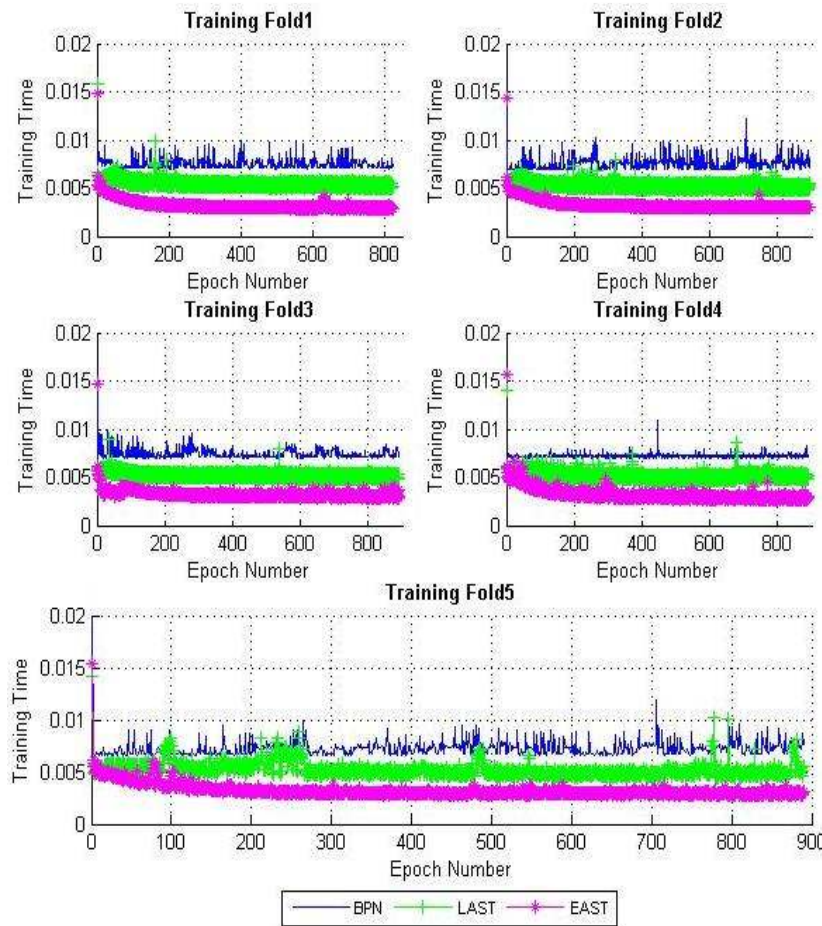 Training Fold1
Training Time
0.02
0.015
0.01
0.005
0
0 200 400 600 800
Epoch Number
Training Fold2
Training Time
0.02
0.015
0.01
0.005
0
0 200 400 600 800
Epoch Number
Training Fold3
Training Time
0.02
0.015
0.01
0.005
0
0 200 400 600 800
Epoch Number
Training Fold4
Training Time
0.02
0.015
0.01
0.005
0
0 200 400 600 800
Epoch Number
Training Fold5
Training Time
0.02
0.015
0.01
0.005
0
0 100 200 300 400 500 600 700 800 900
Epoch Number
BPN LAST EAST